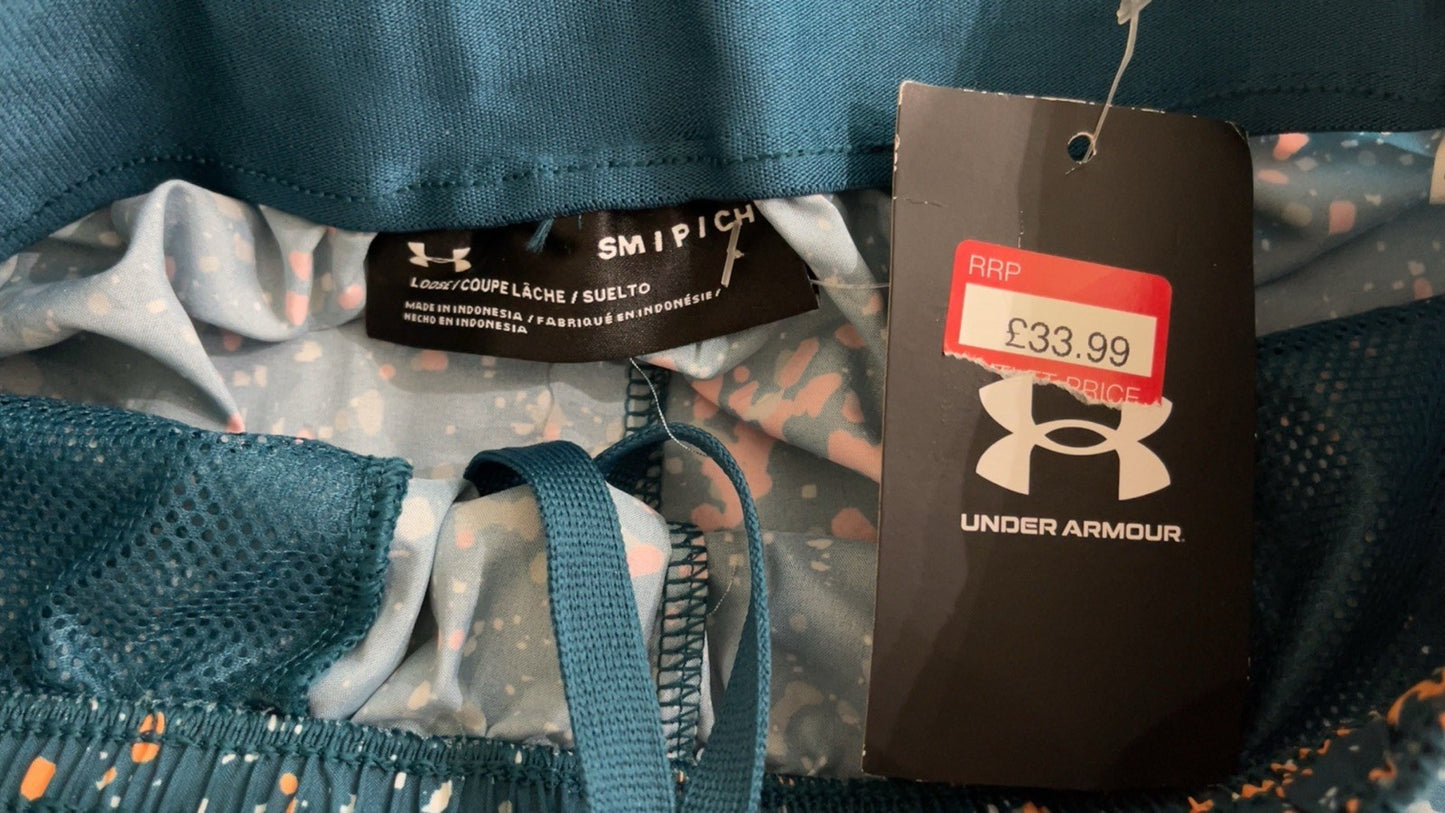 SM / P / CH
LOOSE / COUPE LÂCHE / SUELTO
MADE IN INDONESIA / FABRIQUÉ EN INDONÉSIE /
HECHO EN INDONESIA
RRP
£33.99
PRICE
UNDER ARMOUR